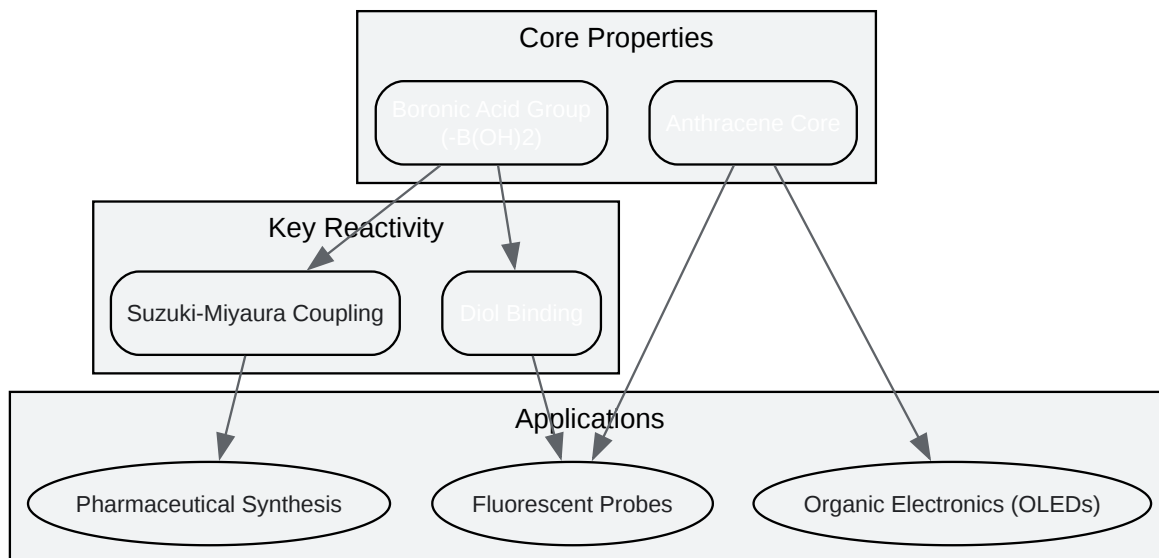 Core Properties
Boronic Acid Group
(-B(OH)2)
Anthracene Core
Key Reactivity
Suzuki-Miyaura Coupling
Diol Binding
Applications
Pharmaceutical Synthesis
Fluorescent Probes
Organic Electronics (OLEDs)